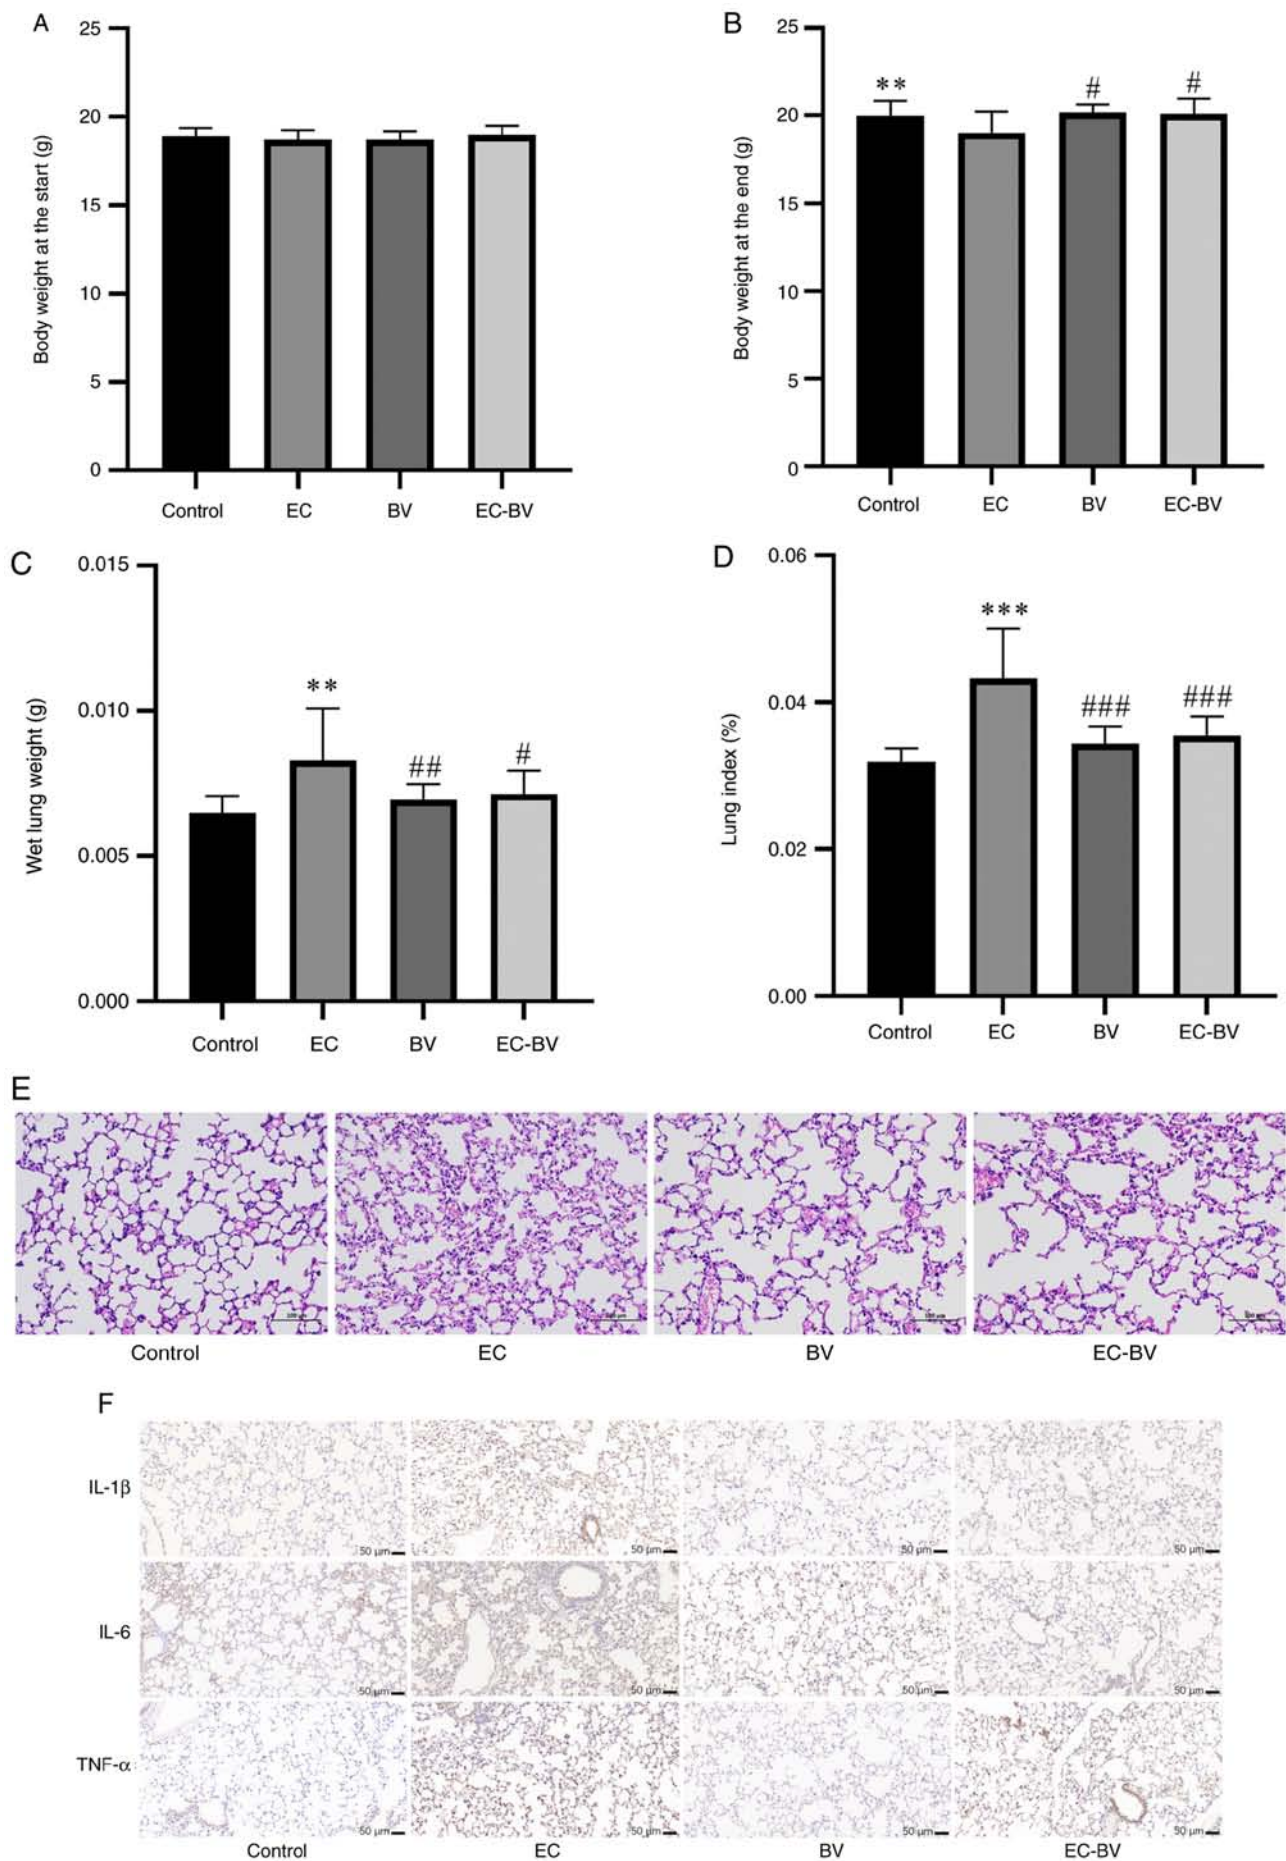 A
Body weight at the start (g)
25
20
15
10
5
0
Control EC BV EC-BV
B
Body weight at the end (g)
25
20
15
10
5
0
** # #
Control EC BV EC-BV
C
Wet lung weight (g)
0.015
0.010
0.005
0.000
** ## #
Control EC BV EC-BV
D
Lung index (%)
0.06
0.04
0.02
0.00
*** ### ###
Control EC BV EC-BV
E
Control EC BV EC-BV
F
IL-1β
50 µm 50 µm 50 µm 50 µm
IL-6
50 µm 50 µm 50 µm 50 µm
TNF-α
50 µm 50 µm 50 µm 50 µm
Control EC BV EC-BV